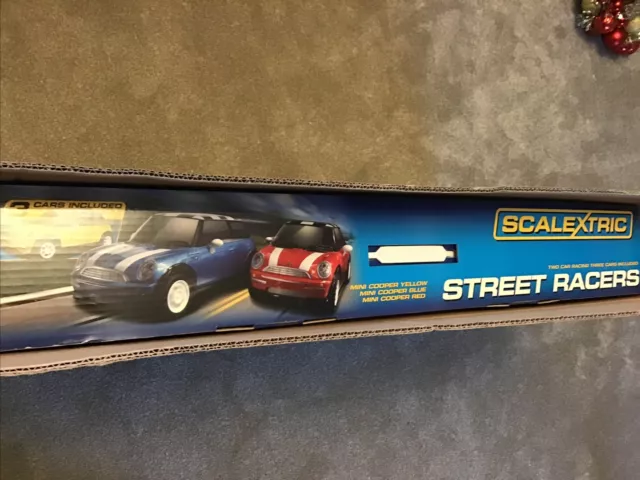 3 CARS INCLUDED
SCALEXTRIC
TWO CAR RACING THREE CARS INCLUDED
STREET RACERS
MINI COOPER YELLOW
MINI COOPER BLUE
MINI COOPER RED